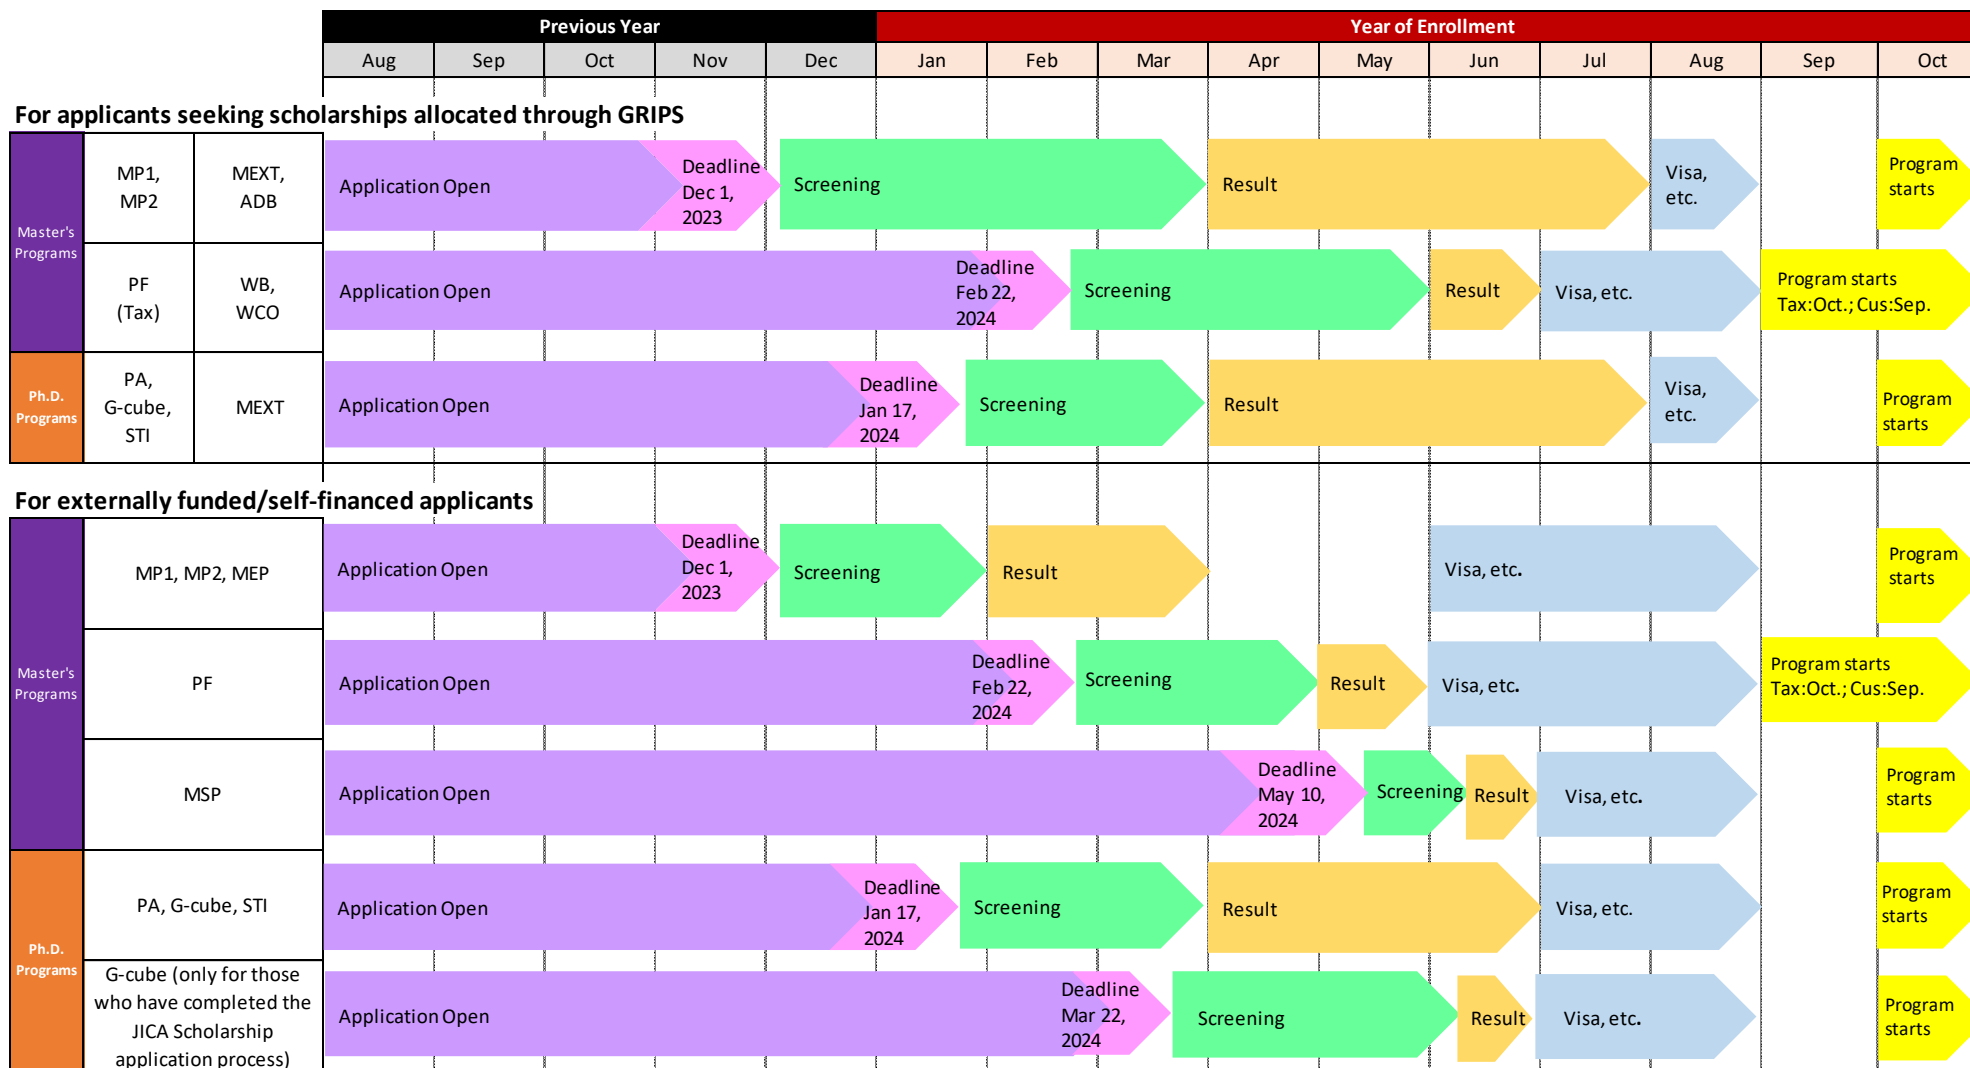 Previous Year
Year of Enrollment
Aug Sep Oct Nov Dec Jan Feb Mar Apr May Jun Jul Aug Sep Oct
For applicants seeking scholarships allocated through GRIPS
Master's
Programs
MP1,
MP2
MEXT,
ADB
Application Open
Deadline
Dec 1,
2023
Screening
Result
Visa,
etc.
Program
starts
PF
(Tax)
WB,
WCO
Application Open
Deadline
Feb 22,
2024
Screening
Result
Visa, etc.
Program starts
Tax:Oct.; Cus:Sep.
Ph.D.
Programs
PA,
G-cube,
STI
MEXT
Application Open
Deadline
Jan 17,
2024
Screening
Result
Visa,
etc.
Program
starts
For externally funded/self-financed applicants
Master's
Programs
MP1, MP2, MEP
Application Open
Deadline
Dec 1,
2023
Screening
Result
Visa, etc.
Program
starts
PF
Application Open
Deadline
Feb 22,
2024
Screening
Result
Visa, etc.
Program starts
Tax:Oct.; Cus:Sep.
MSP
Application Open
Deadline
May 10,
2024
Screening
Result
Visa, etc.
Program
starts
Ph.D.
Programs
PA, G-cube, STI
Application Open
Deadline
Jan 17,
2024
Screening
Result
Visa, etc.
Program
starts
G-cube (only for those
who have completed the
JICA Scholarship
application process)
Application Open
Deadline
Mar 22,
2024
Screening
Result
Visa, etc.
Program
starts